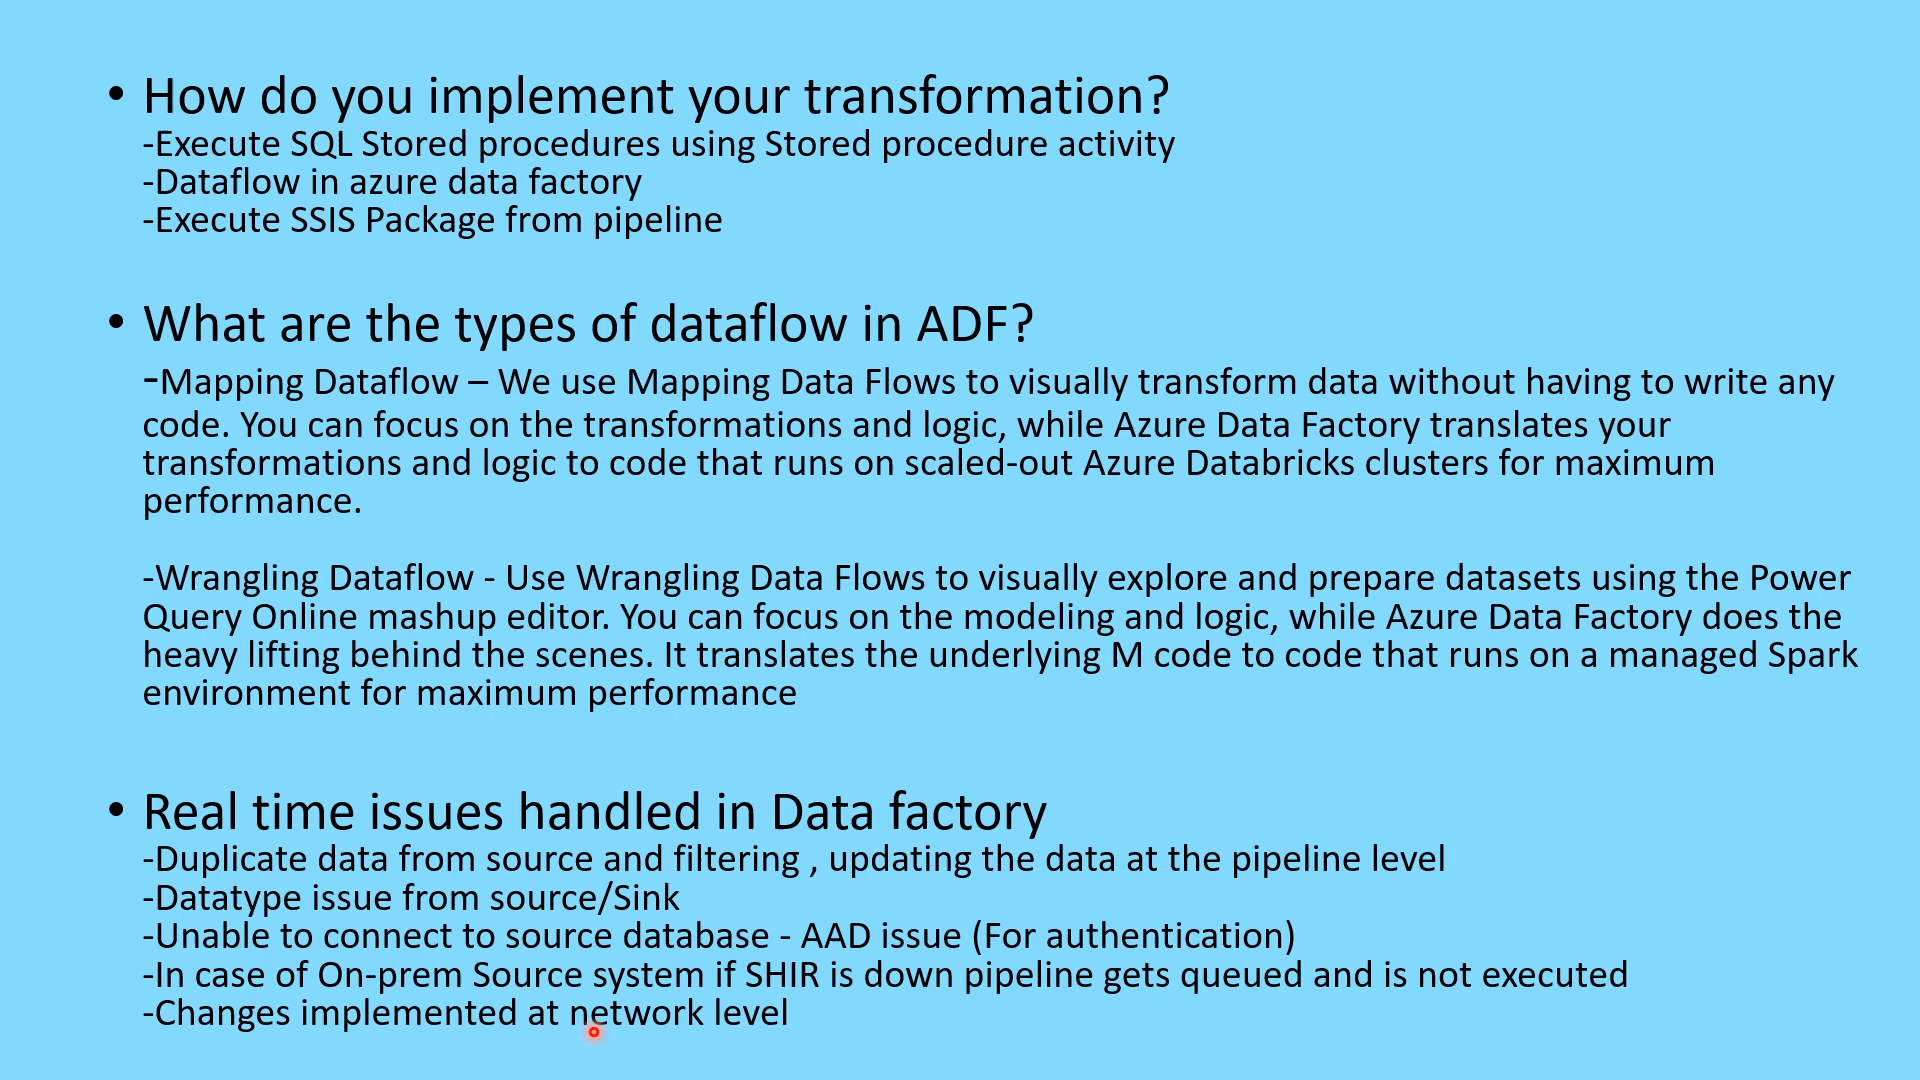 • How do you implement your transformation?
-Execute SQL Stored procedures using Stored procedure activity
-Dataflow in azure data factory
-Execute SSIS Package from pipeline
• What are the types of dataflow in ADF?
-Mapping Dataflow – We use Mapping Data Flows to visually transform data without having to write any
code. You can focus on the transformations and logic, while Azure Data Factory translates your
transformations and logic to code that runs on scaled-out Azure Databricks clusters for maximum
performance.
-Wrangling Dataflow - Use Wrangling Data Flows to visually explore and prepare datasets using the Power
Query Online mashup editor. You can focus on the modeling and logic, while Azure Data Factory does the
heavy lifting behind the scenes. It translates the underlying M code to code that runs on a managed Spark
environment for maximum performance
• Real time issues handled in Data factory
-Duplicate data from source and filtering , updating the data at the pipeline level
-Datatype issue from source/Sink
-Unable to connect to source database - AAD issue (For authentication)
-In case of On-prem Source system if SHIR is down pipeline gets queued and is not executed
-Changes implemented at network level